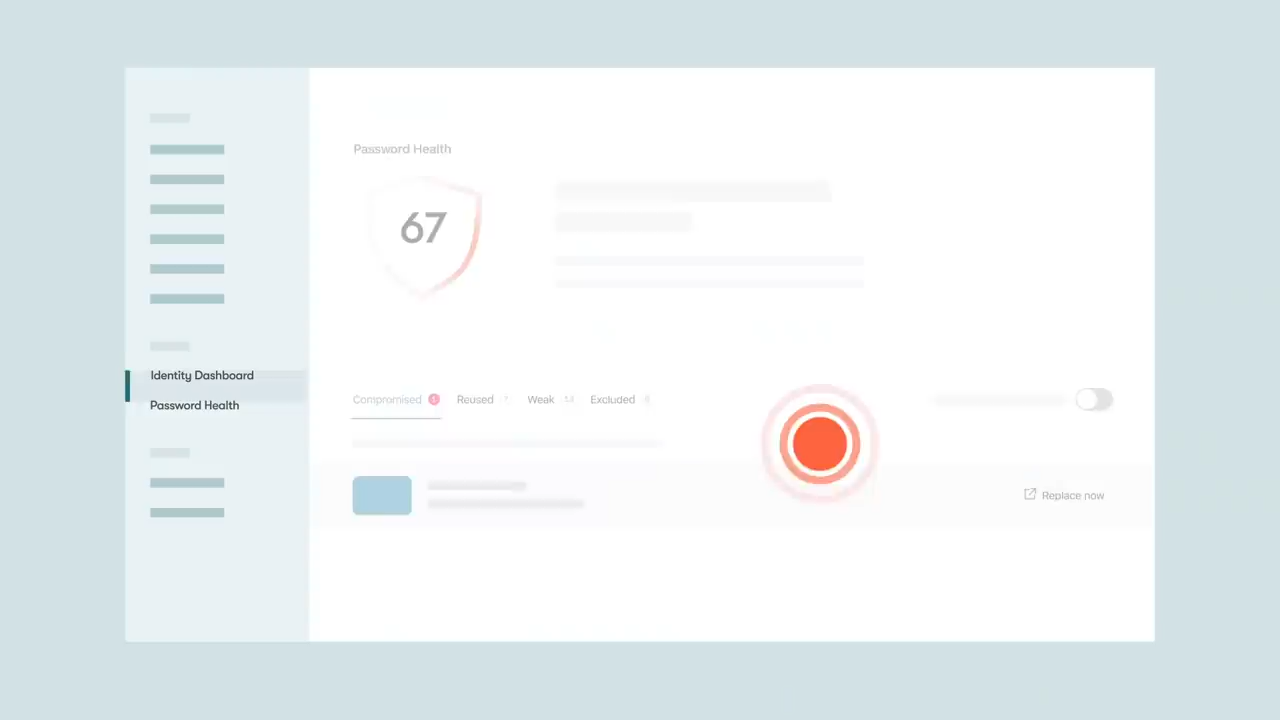 Password Health
67
Identity Dashboard
Password Health
Compromised Reused Weak Excluded
Replace now